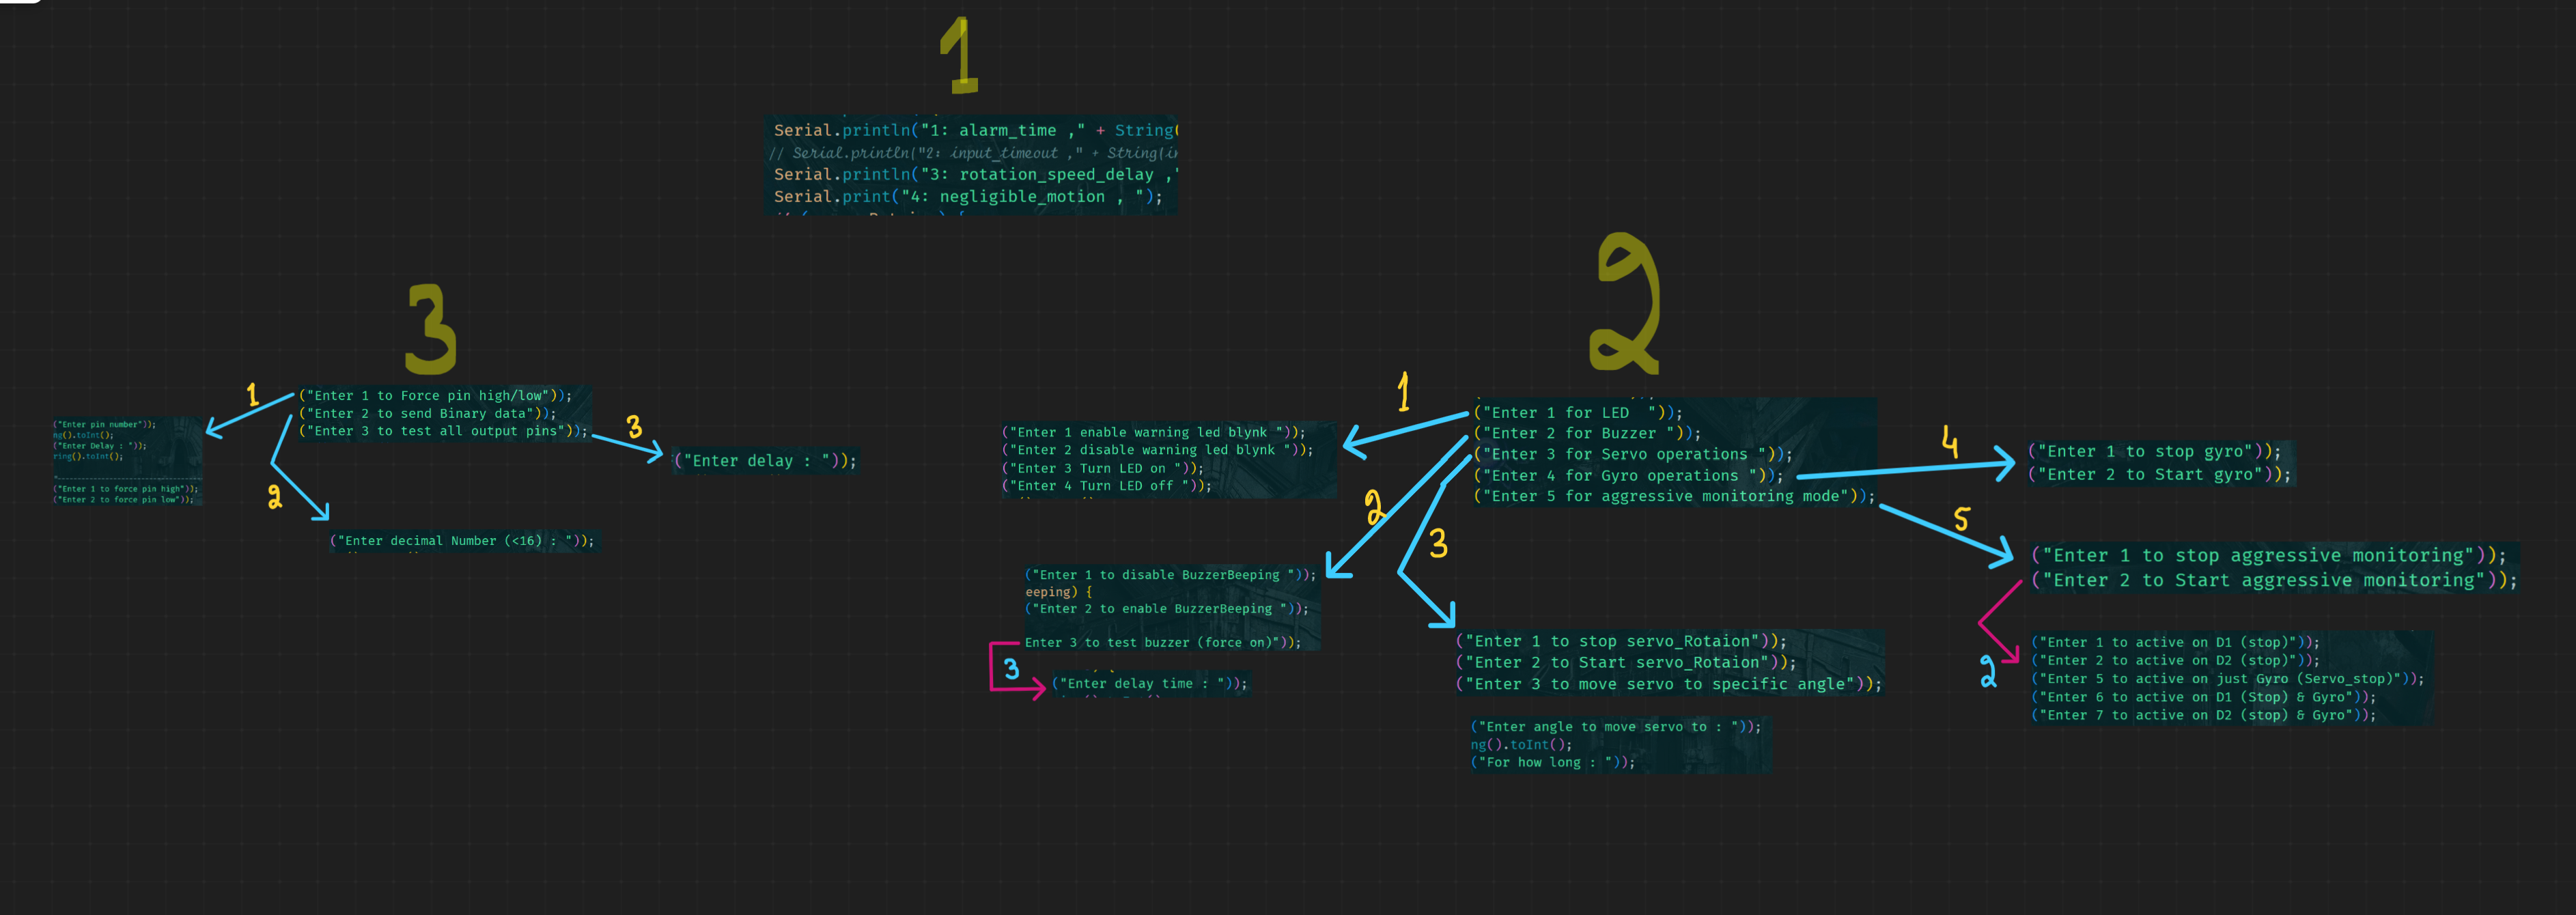 1
Serial.println("1: alarm_time ," + String(
// Serial.println("2: input_timeout ," + String(in
Serial.println("3: rotation_speed_delay ,"
Serial.print("4: negligible_motion , ");
3
1
("Enter 1 to Force pin high/low"));
("Enter 2 to send Binary data"));
("Enter 3 to test all output pins"));
("Enter pin number"));
ng().toInt();
("Enter Delay : "));
ring().toInt();
("Enter 1 to force pin high"));
("Enter 2 to force pin low"));
2
("Enter decimal Number (<16) : "));
3
("Enter delay : "));
2
("Enter 1 for LED  "));
("Enter 2 for Buzzer "));
("Enter 3 for Servo operations "));
("Enter 4 for Gyro operations "));
("Enter 5 for aggressive monitoring mode"));
1
("Enter 1 enable warning led blynk "));
("Enter 2 disable warning led blynk "));
("Enter 3 Turn LED on "));
("Enter 4 Turn LED off "));
2
("Enter 1 to disable BuzzerBeeping "));
eeping) {
("Enter 2 to enable BuzzerBeeping "));
Enter 3 to test buzzer (force on)"));
3
("Enter delay time : "));
3
("Enter 1 to stop servo_Rotaion"));
("Enter 2 to Start servo_Rotaion"));
("Enter 3 to move servo to specific angle"));
("Enter angle to move servo to : "));
ng().toInt();
("For how long : "));
4
("Enter 1 to stop gyro"));
("Enter 2 to Start gyro"));
5
("Enter 1 to stop aggressive monitoring"));
("Enter 2 to Start aggressive monitoring"));
2
("Enter 1 to active on D1 (stop)"));
("Enter 2 to active on D2 (stop)"));
("Enter 5 to active on just Gyro (Servo_stop)"));
("Enter 6 to active on D1 (Stop) & Gyro"));
("Enter 7 to active on D2 (stop) & Gyro"));